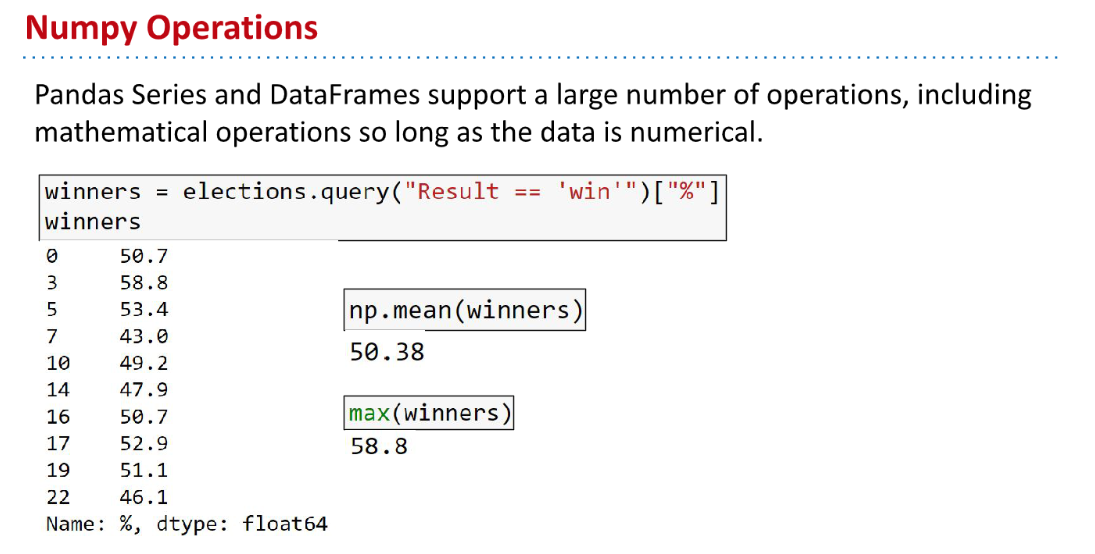 Numpy Operations
Pandas Series and DataFrames support a large number of operations, including
mathematical operations so long as the data is numerical.
winners = elections.query("Result == 'win'")["%"]
winners
0 50.7
3 58.8
5 53.4
7 43.0
10 49.2
14 47.9
16 50.7
17 52.9
19 51.1
22 46.1
Name: %, dtype: float64
np.mean(winners)
50.38
max(winners)
58.8